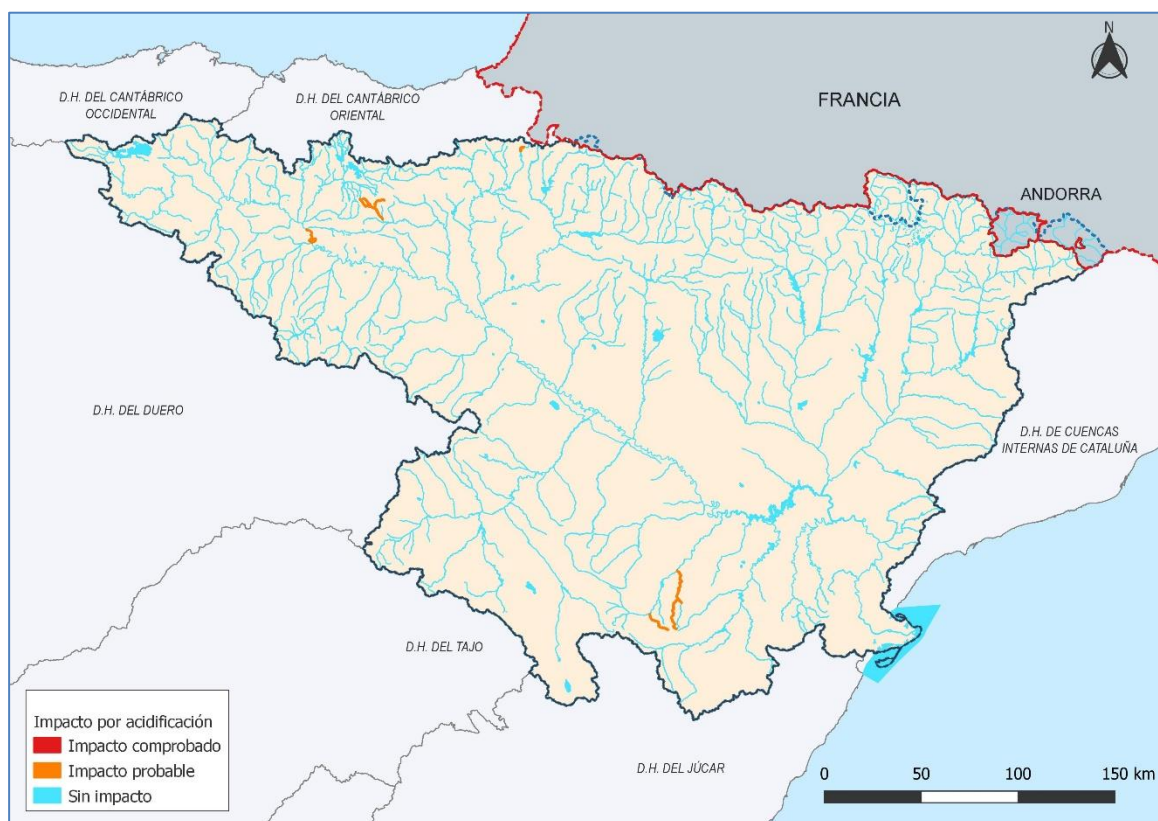 N
D.H. DEL CANTÁBRICO
OCCIDENTAL
D.H. DEL CANTÁBRICO
ORIENTAL
FRANCIA
ANDORRA
D.H. DEL DUERO
D.H. DE CUENCAS
INTERNAS DE CATALUÑA
D.H. DEL TAJO
D.H. DEL JÚCAR
Impacto por acidificación
Impacto comprobado
Impacto probable
Sin impacto
0 50 100 150 km